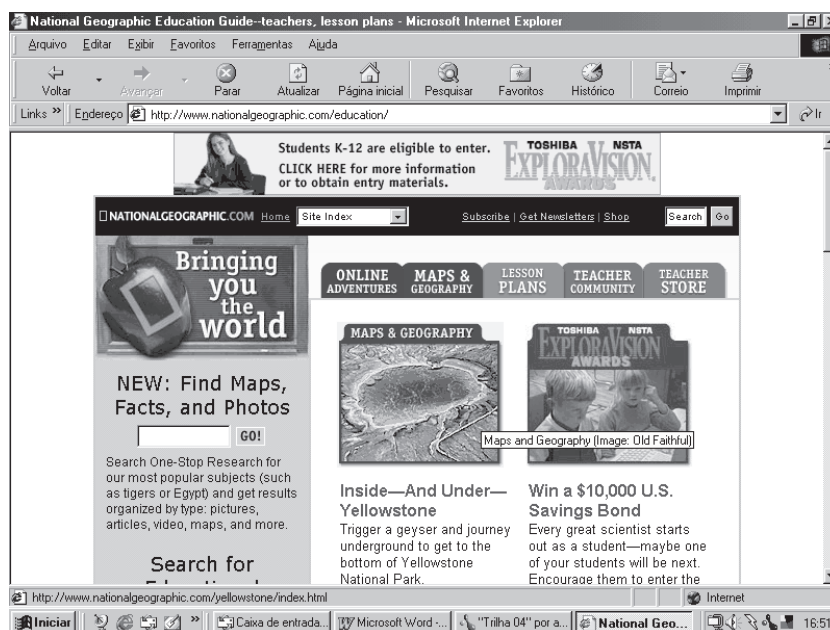 National Geographic Education Guide--teachers, lesson plans - Microsoft Internet Explorer
Arquivo Editar Exibir Favoritos Ferramentas Ajuda
Voltar Avançar Parar Atualizar Página inicial Pesquisar Favoritos Histórico Correio Imprimir
Links » Endereço http://www.nationalgeographic.com/education/ Ir
Students K-12 are eligible to enter.
CLICK HERE for more information
or to obtain entry materials.
TOSHIBA NSTA
EXPLORAVISION
AWARDS
NATIONALGEOGRAPHIC.COM Home Site Index Subscribe | Get Newsletters | Shop Search Go
Bringing
you
the
world
ONLINE
ADVENTURES
MAPS &
GEOGRAPHY
LESSON
PLANS
TEACHER
COMMUNITY
TEACHER
STORE
NEW: Find Maps,
Facts, and Photos
GO!
Search One-Stop Research for
our most popular subjects (such
as tigers or Egypt) and get results
organized by type: pictures,
articles, video, maps, and more.
Search for
MAPS & GEOGRAPHY
Maps and Geography (Image: Old Faithful)
Inside—And Under—
Yellowstone
Trigger a geyser and journey
underground to get to the
bottom of Yellowstone
National Park.
TOSHIBA NSTA
EXPLORAVISION
AWARDS
Win a $10,000 U.S.
Savings Bond
Every great scientist starts
out as a student—maybe one
of your students will be next.
Encourage them to enter the
http://www.nationalgeographic.com/yellowstone/index.html Internet
Iniciar » Caixa de entrada... Microsoft Word -... "Trilha 04" por a... National Geo... 16:51